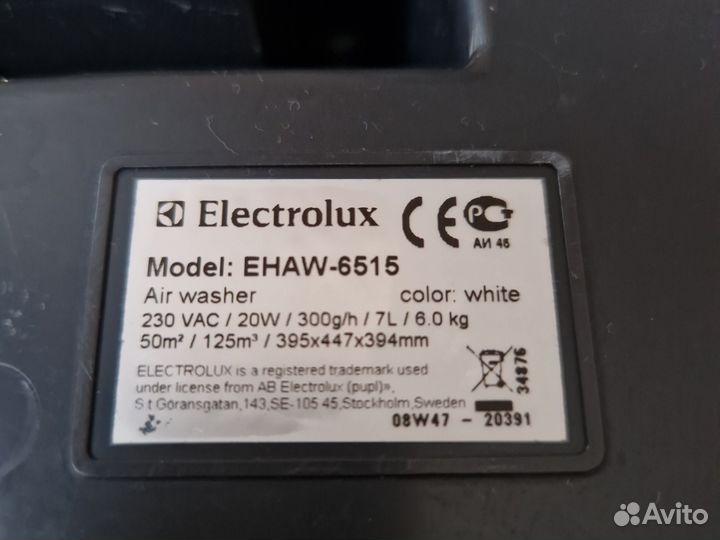 Electrolux CE PG
АИ 46
Model: EHAW-6515
Air washer color: white
230 VAC / 20W / 300g/h / 7L / 6.0 kg
50m² / 125m³ / 395x447x394mm
ELECTROLUX is a registered trademark used
under license from AB Electrolux (pupl)»,
S t Göransgatan,143,SE-105 45,Stockholm,Sweden
34876
08W47 - 20391
Avito